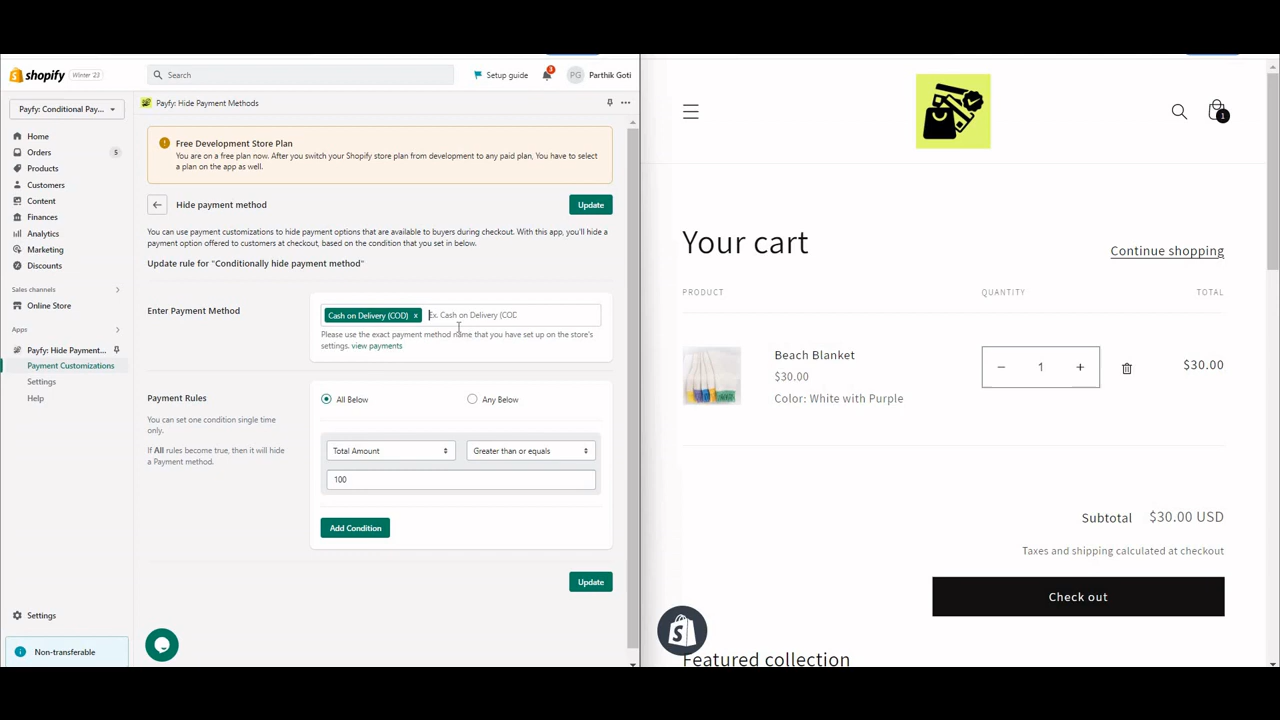 shopify
Winter '23
Search
Setup guide
3
PG
Parthik Goti
Payfy: Conditional Pay...
Home
Orders
5
Products
Customers
Content
Finances
Analytics
Marketing
Discounts
Sales channels
Online Store
Apps
Payfy: Hide Payment...
Payment Customizations
Settings
Help
Settings
Non-transferable
Payfy: Hide Payment Methods
Free Development Store Plan
You are on a free plan now. After you switch your Shopify store plan from development to any paid plan, You have to select
a plan on the app as well.
Hide payment method
Update
You can use payment customizations to hide payment options that are available to buyers during checkout. With this app, you'll hide a
payment option offered to customers at checkout, based on the condition that you set in below.
Update rule for "Conditionally hide payment method"
Enter Payment Method
Cash on Delivery (COD) x
Ex. Cash on Delivery (COD
Please use the exact payment method name that you have set up on the store's
settings. view payments
Payment Rules
You can set one condition single time
only.
If All rules become true, then it will hide
a Payment method.
All Below
Any Below
Total Amount
Greater than or equals
100
Add Condition
Update
1
Your cart
Continue shopping
PRODUCT
QUANTITY
TOTAL
Beach Blanket
$30.00
Color: White with Purple
− 1 +
$30.00
Subtotal $30.00 USD
Taxes and shipping calculated at checkout
Check out
Featured collection